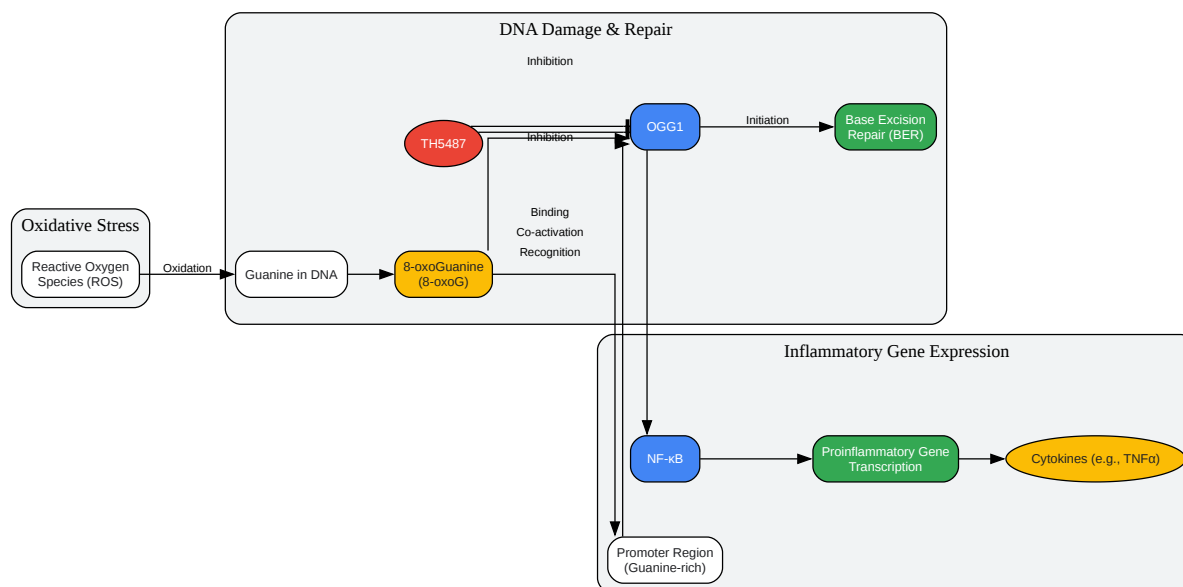 DNA Damage & Repair
Inhibition
OGG1
Initiation
Base Excision
Repair (BER)
TH5487
Inhibition
Oxidative Stress
Binding
Co-activation
Recognition
Reactive Oxygen
Species (ROS)
Oxidation
Guanine in DNA
8-oxoGuanine
(8-oxoG)
Inflammatory Gene Expression
NF-κB
Proinflammatory Gene
Transcription
Cytokines (e.g., TNFα)
Promoter Region
(Guanine-rich)